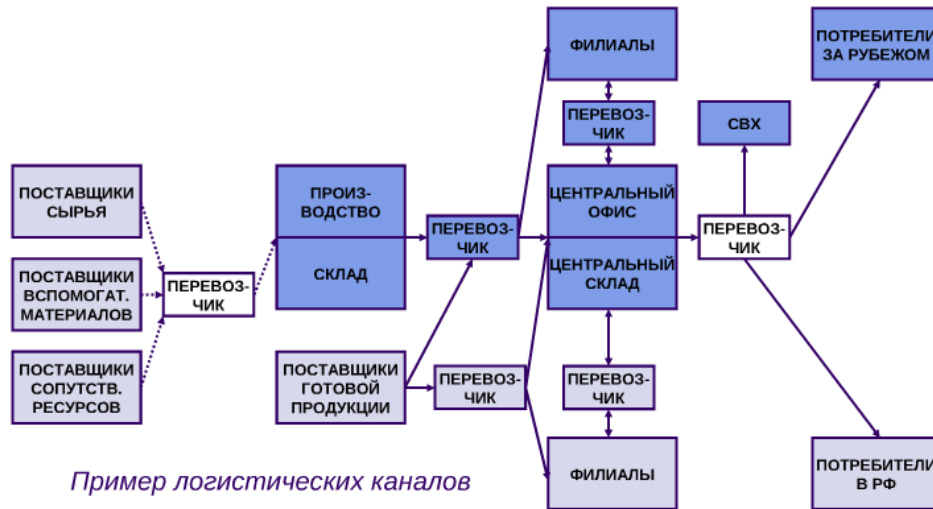 ФИЛИАЛЫ
ПОТРЕБИТЕЛИ
ЗА РУБЕЖОМ
ПЕРЕВОЗ-
ЧИК
СВХ
ПОСТАВЩИКИ
СЫРЬЯ
ПРОИЗ-
ВОДСТВО
СКЛАД
ПЕРЕВОЗ-
ЧИК
ЦЕНТРАЛЬНЫЙ
ОФИС
ЦЕНТРАЛЬНЫЙ
СКЛАД
ПЕРЕВОЗ-
ЧИК
ПОСТАВЩИКИ
ВСПОМОГАТ.
МАТЕРИАЛОВ
ПЕРЕВОЗ-
ЧИК
ПОСТАВЩИКИ
СОПУТСТВ.
РЕСУРСОВ
ПОСТАВЩИКИ
ГОТОВОЙ
ПРОДУКЦИИ
ПЕРЕВОЗ-
ЧИК
ПЕРЕВОЗ-
ЧИК
ФИЛИАЛЫ
ПОТРЕБИТЕЛИ
В РФ
Пример логистических каналов